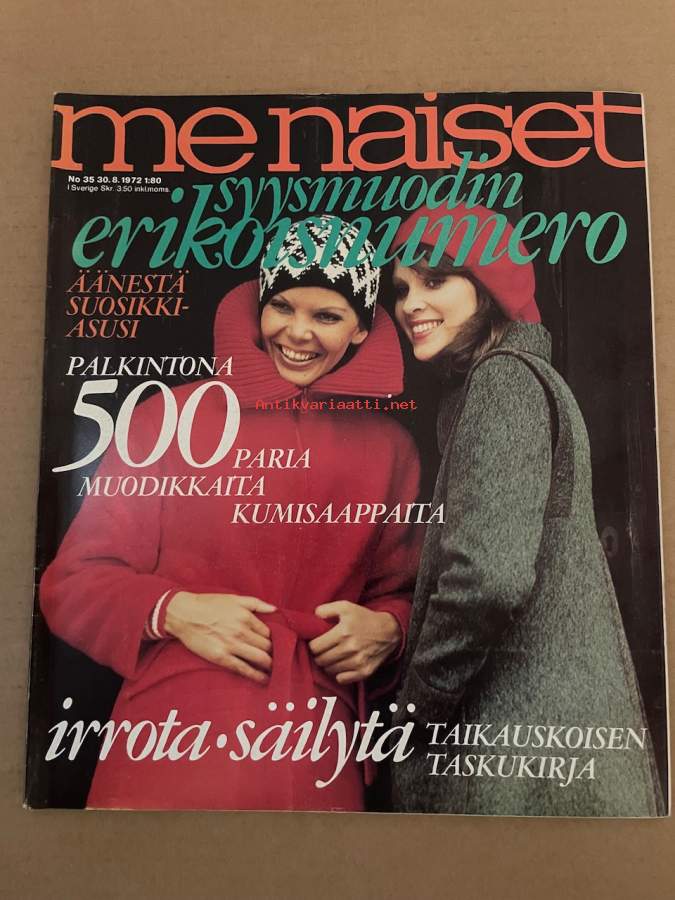 me naiset
No 35 30.8.1972 1:80
I Sverige Skr. 3.50 inkl.moms.
syysmuodin
erikoisnumero
ÄÄNESTÄ
SUOSIKKI-
ASUSI
PALKINTONA
500 PARIA
MUODIKKAITA
KUMISAAPPAITA
Antikvariaatti.net
irrota • säilytä
TAIKAUSKOISEN
TASKUKIRJA